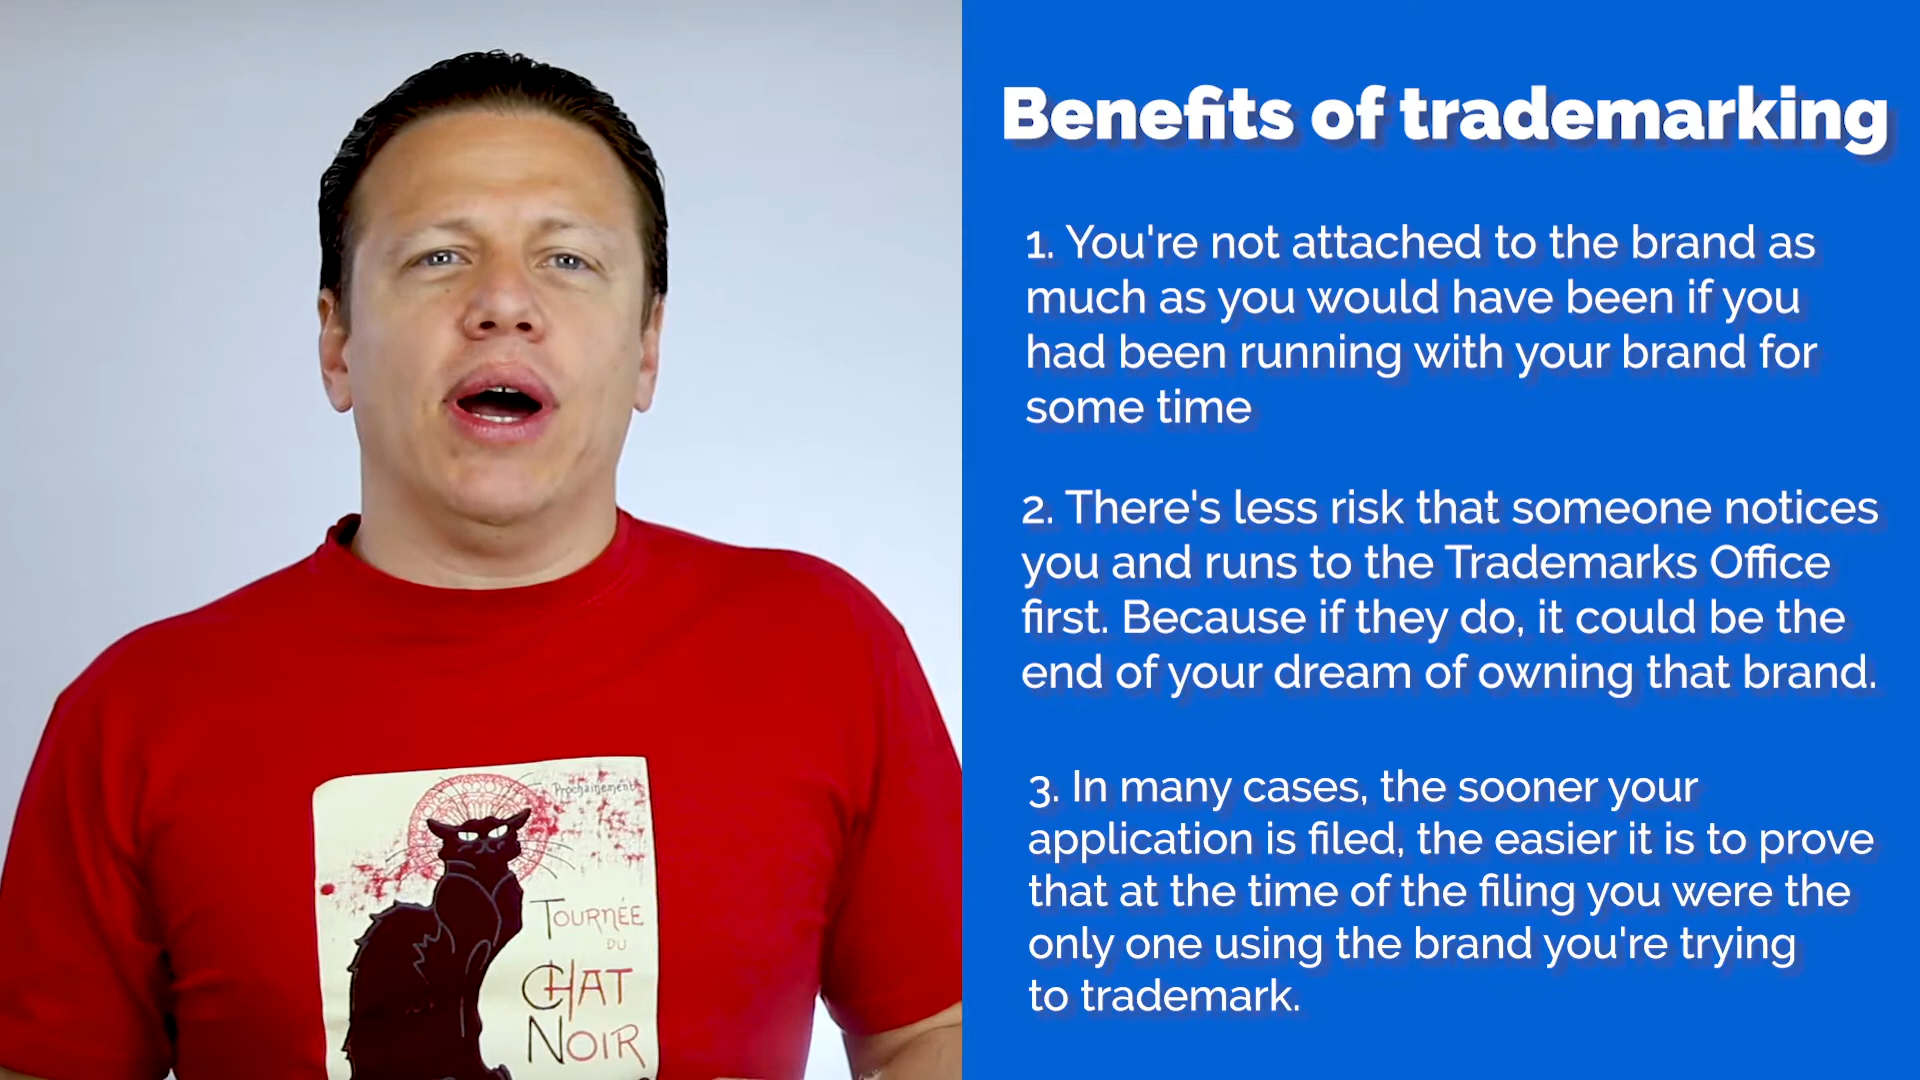 Benefits of trademarking
1. You're not attached to the brand as
much as you would have been if you
had been running with your brand for
some time
2. There's less risk that someone notices
you and runs to the Trademarks Office
first. Because if they do, it could be the
end of your dream of owning that brand.
3. In many cases, the sooner your
application is filed, the easier it is to prove
that at the time of the filing you were the
only one using the brand you're trying
to trademark.
Prochainement
TOURNÉE
DU
CHAT
NOIR